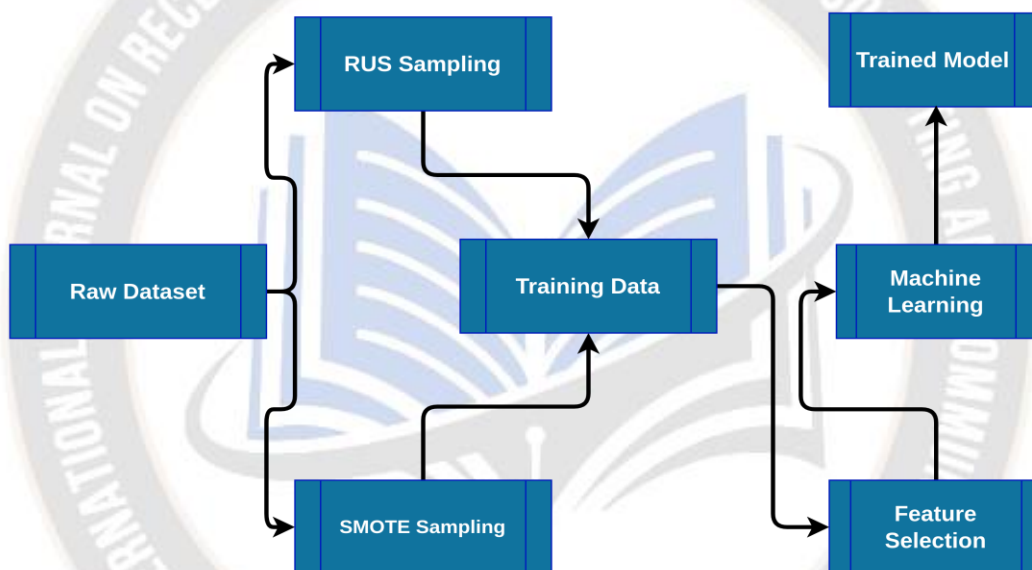 RUS Sampling
Trained Model
Raw Dataset
Training Data
Machine
Learning
SMOTE Sampling
Feature
Selection